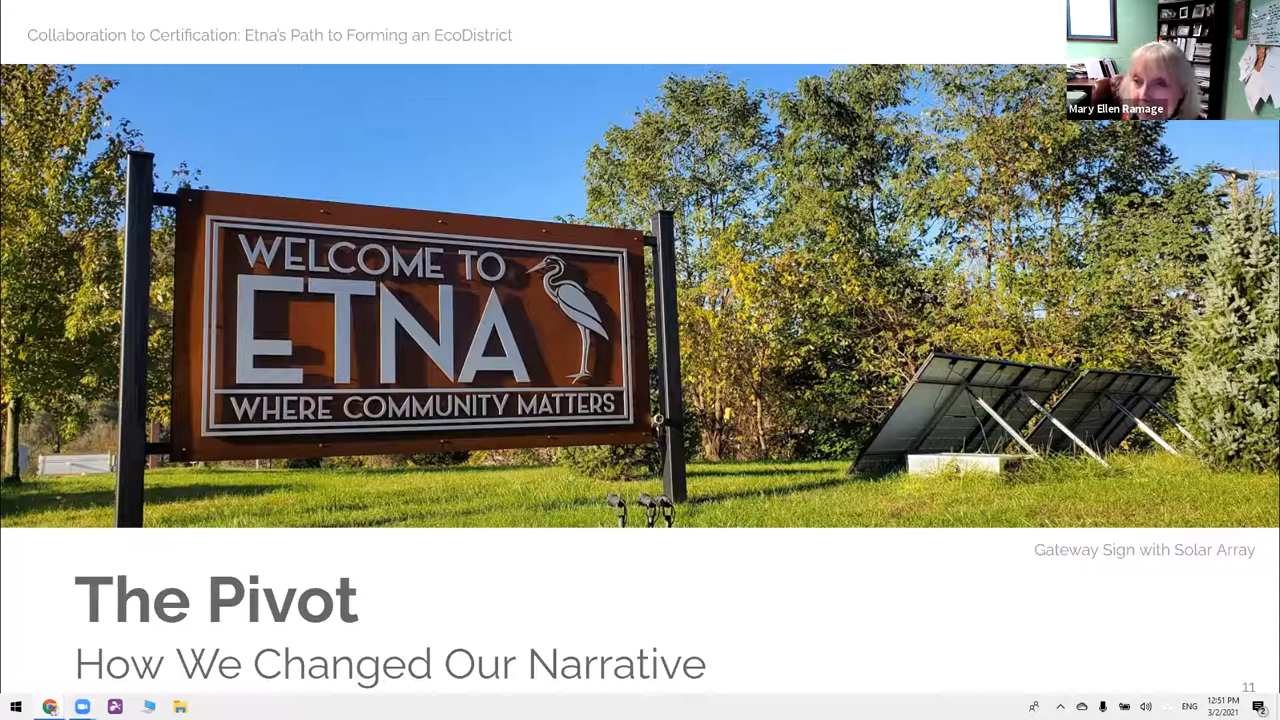 Collaboration to Certification: Etna's Path to Forming an EcoDistrict
Mary Ellen Ramage
WELCOME TO
ETNA
WHERE COMMUNITY MATTERS
Gateway Sign with Solar Array
The Pivot
How We Changed Our Narrative
11
ENG
12:51 PM
3/2/2021
2